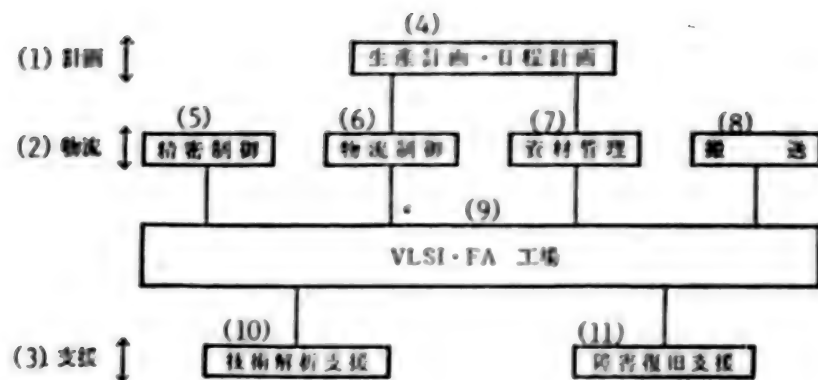 (4)
(1) 計画
生産計画・日程計画
(5) (6) (7) (8)
(2) 物流
精密制御 物流制御 資材管理 搬 送
(9)
VLSI・FA 工場
(10) (11)
(3) 支援
技術解析支援 障害復旧支援